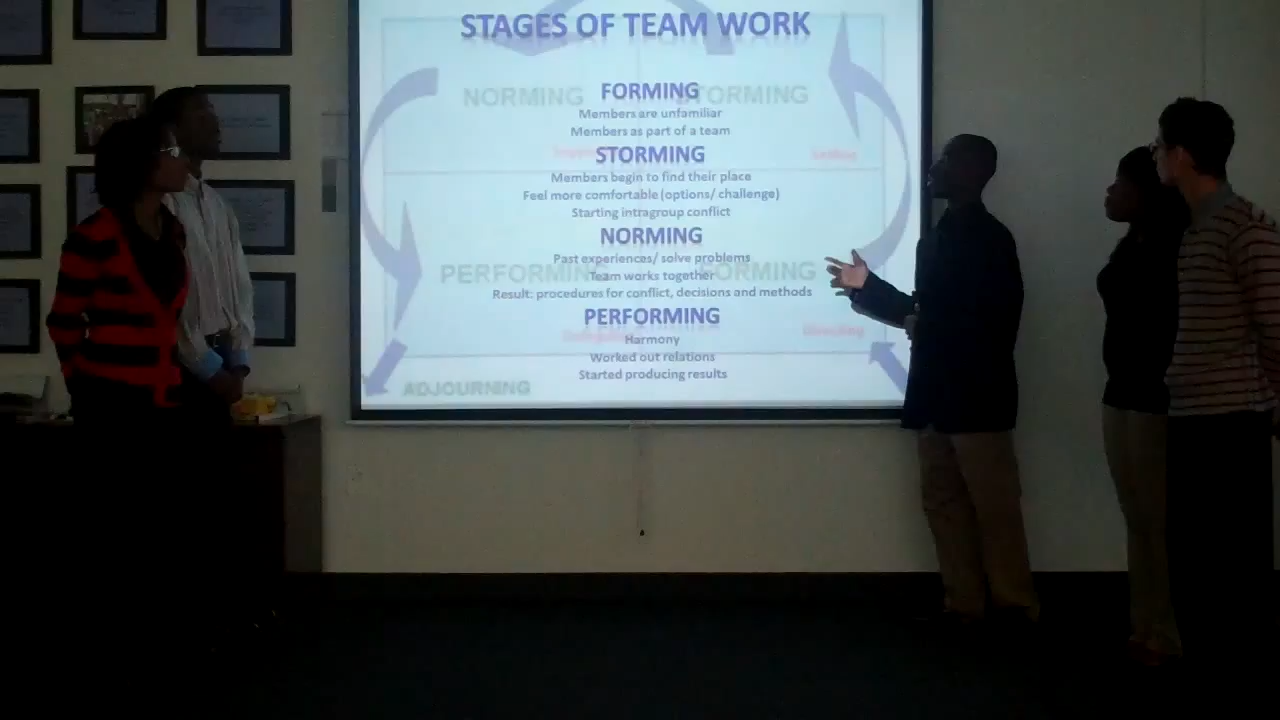 STAGES OF TEAM WORK
FORMING
NORMING
STORMING
Members are unfamiliar
Members as part of a team
STORMING
Members begin to find their place
Feel more comfortable (options/ challenge)
Starting intragroup conflict
NORMING
Past experiences/ solve problems
PERFORMING
FORMING
Team works together
Result: procedures for conflict, decisions and methods
PERFORMING
Harmony
Worked out relations
Started producing results
ADJOURNING